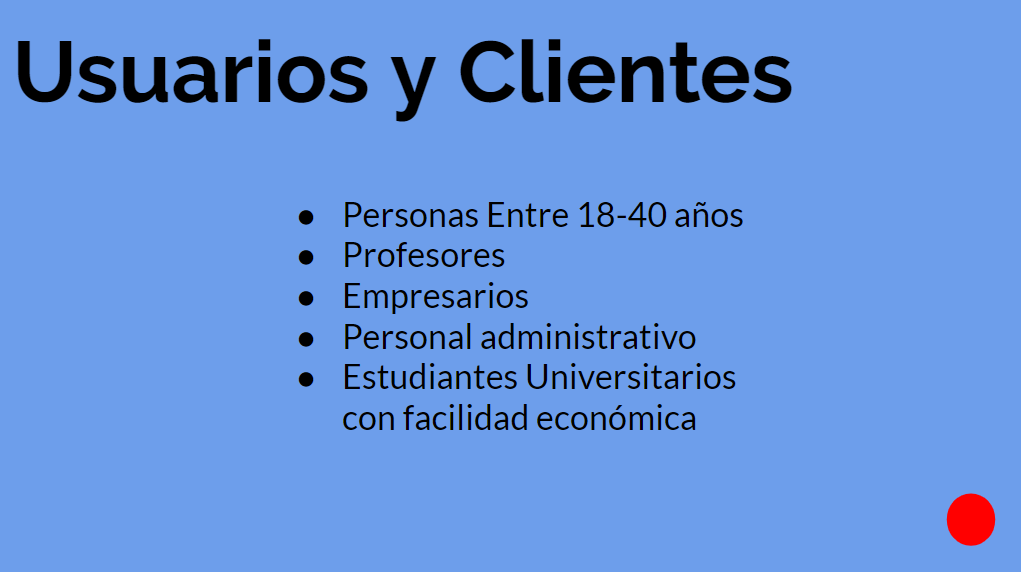 Usuarios y Clientes
● Personas Entre 18-40 años
● Profesores
● Empresarios
● Personal administrativo
● Estudiantes Universitarios
con facilidad económica